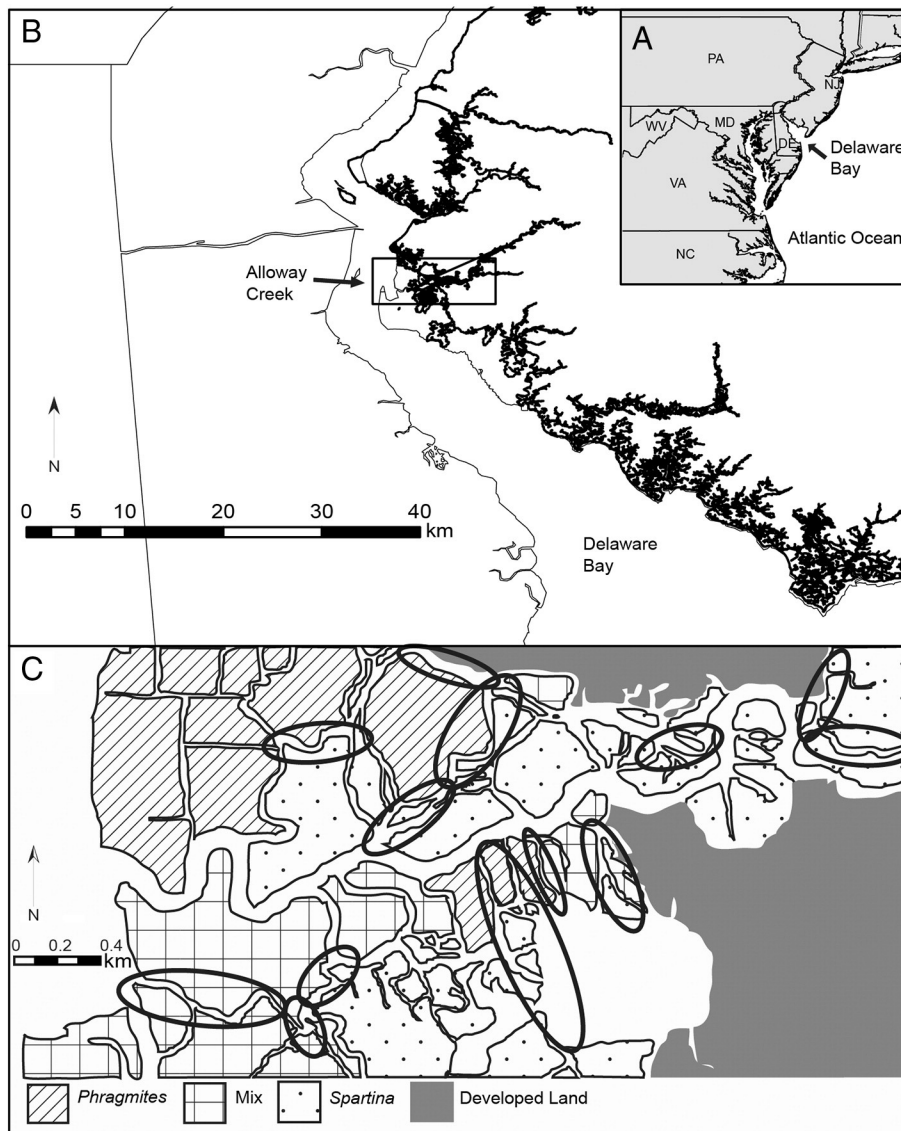 B
A
PA
NJ
WV
MD
DE
Delaware
Bay
VA
Atlantic Ocean
NC
Alloway
Creek
N
0 5 10 20 30 40
km
Delaware
Bay
C
N
0 0.2 0.4
km
Phragmites
Mix
Spartina
Developed Land